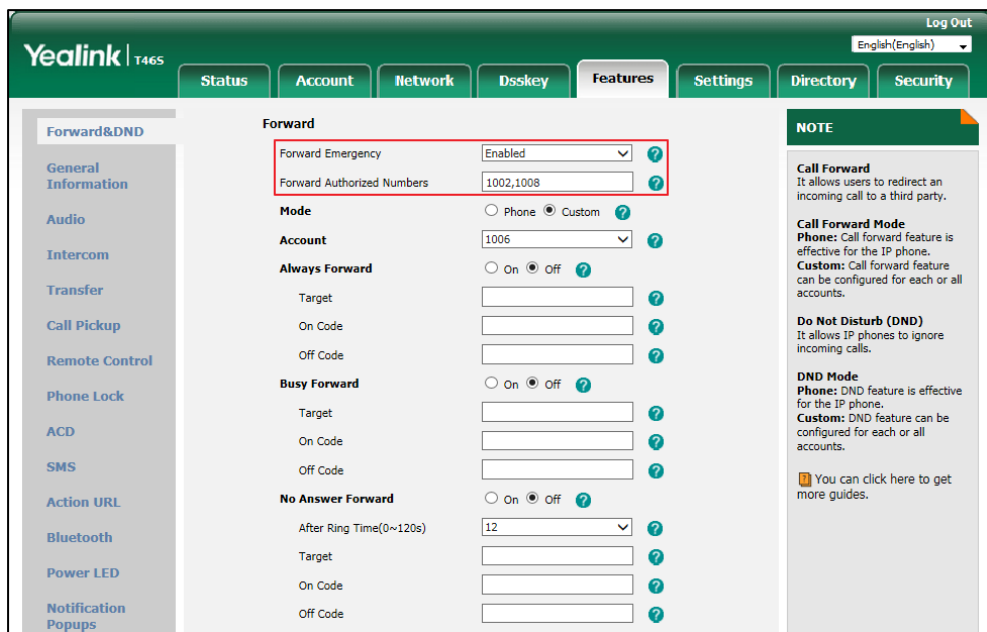 Log Out
English(English)
Yealink T46S
Status Account Network Dsskey Features Settings Directory Security
Forward&DND
General
Information
Audio
Intercom
Transfer
Call Pickup
Remote Control
Phone Lock
ACD
SMS
Action URL
Bluetooth
Power LED
Notification
Popups
Forward
Forward Emergency Enabled ?
Forward Authorized Numbers 1002,1008 ?
Mode Phone Custom ?
Account 1006 ?
Always Forward On Off ?
Target ?
On Code ?
Off Code ?
Busy Forward On Off ?
Target ?
On Code ?
Off Code ?
No Answer Forward On Off ?
After Ring Time(0~120s) 12 ?
Target ?
On Code ?
Off Code ?
NOTE
Call Forward
It allows users to redirect an
incoming call to a third party.
Call Forward Mode
Phone: Call forward feature is
effective for the IP phone.
Custom: Call forward feature
can be configured for each or all
accounts.
Do Not Disturb (DND)
It allows IP phones to ignore
incoming calls.
DND Mode
Phone: DND feature is effective
for the IP phone.
Custom: DND feature can be
configured for each or all
accounts.
? You can click here to get
more guides.